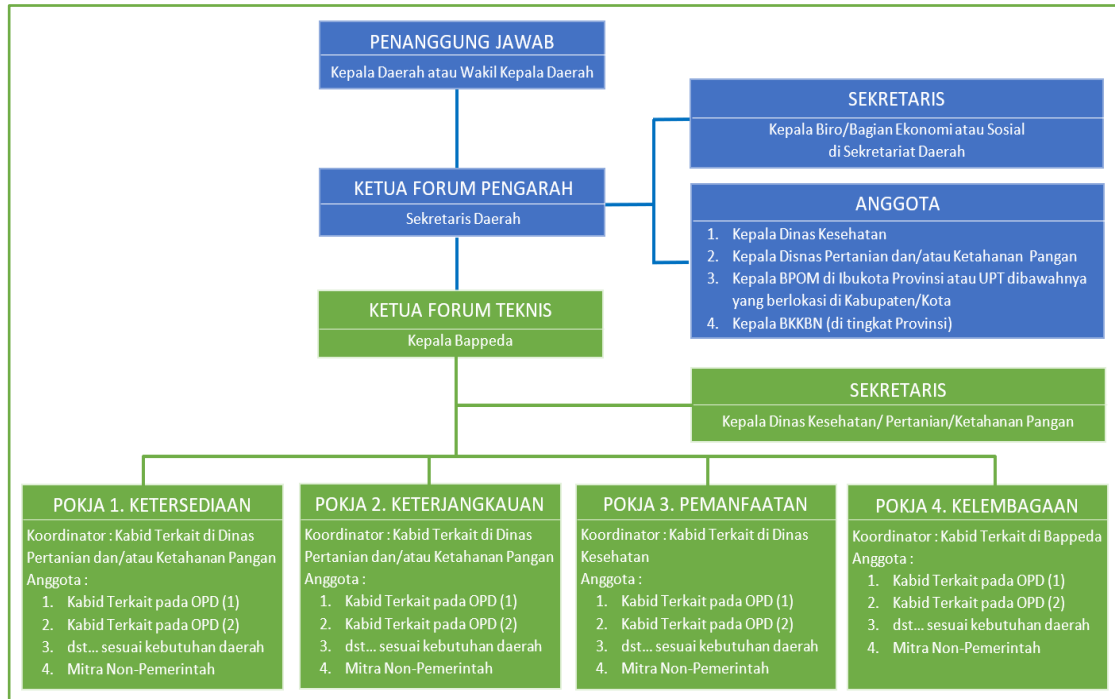 PENANGGUNG JAWAB
Kepala Daerah atau Wakil Kepala Daerah
SEKRETARIS
Kepala Biro/Bagian Ekonomi atau Sosial
di Sekretariat Daerah
KETUA FORUM PENGARAH
Sekretaris Daerah
ANGGOTA
1. Kepala Dinas Kesehatan
2. Kepala Disnas Pertanian dan/atau Ketahanan Pangan
3. Kepala BPOM di Ibukota Provinsi atau UPT dibawahnya
yang berlokasi di Kabupaten/Kota
4. Kepala BKKBN (di tingkat Provinsi)
KETUA FORUM TEKNIS
Kepala Bappeda
SEKRETARIS
Kepala Dinas Kesehatan/ Pertanian/Ketahanan Pangan
POKJA 1. KETERSEDIAAN
Koordinator : Kabid Terkait di Dinas
Pertanian dan/atau Ketahanan Pangan
Anggota :
1. Kabid Terkait pada OPD (1)
2. Kabid Terkait pada OPD (2)
3. dst... sesuai kebutuhan daerah
4. Mitra Non-Pemerintah
POKJA 2. KETERJANGKAUAN
Koordinator : Kabid Terkait di Dinas
Pertanian dan/atau Ketahanan Pangan
Anggota :
1. Kabid Terkait pada OPD (1)
2. Kabid Terkait pada OPD (2)
3. dst... sesuai kebutuhan daerah
4. Mitra Non-Pemerintah
POKJA 3. PEMANFAATAN
Koordinator : Kabid Terkait di Dinas
Kesehatan
Anggota :
1. Kabid Terkait pada OPD (1)
2. Kabid Terkait pada OPD (2)
3. dst... sesuai kebutuhan daerah
4. Mitra Non-Pemerintah
POKJA 4. KELEMBAGAAN
Koordinator : Kabid Terkait di Bappeda
Anggota :
1. Kabid Terkait pada OPD (1)
2. Kabid Terkait pada OPD (2)
3. dst... sesuai kebutuhan daerah
4. Mitra Non-Pemerintah